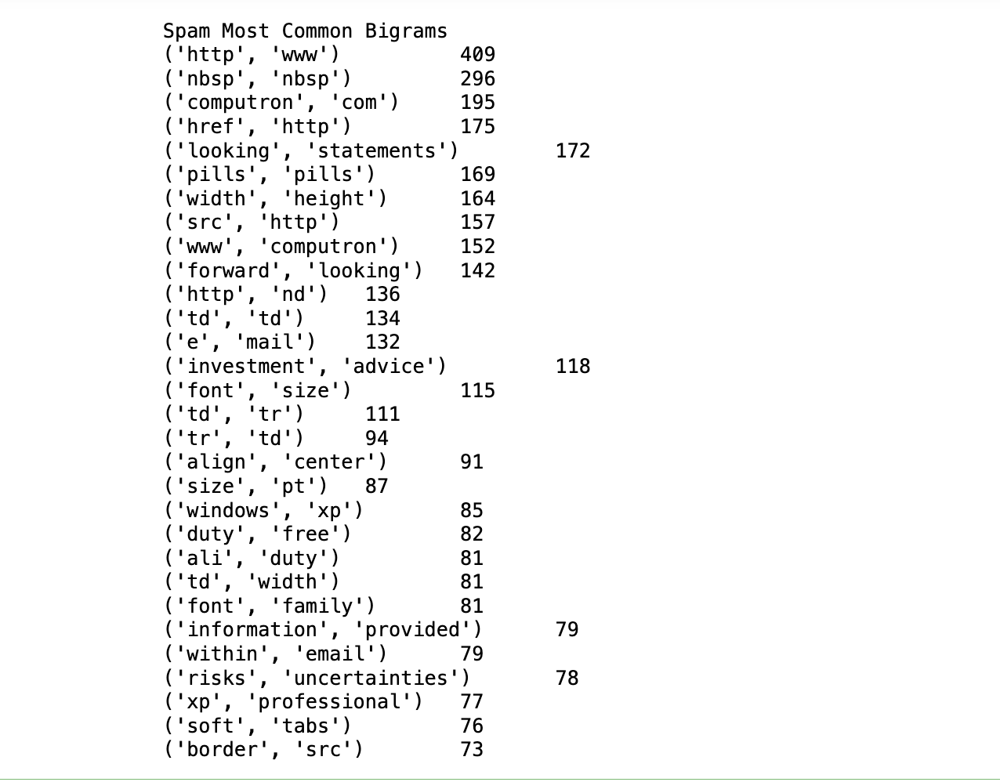 Spam Most Common Bigrams
('http', 'www') 409
('nbsp', 'nbsp') 296
('computron', 'com') 195
('href', 'http') 175
('looking', 'statements') 172
('pills', 'pills') 169
('width', 'height') 164
('src', 'http') 157
('www', 'computron') 152
('forward', 'looking') 142
('http', 'nd') 136
('td', 'td') 134
('e', 'mail') 132
('investment', 'advice') 118
('font', 'size') 115
('td', 'tr') 111
('tr', 'td') 94
('align', 'center') 91
('size', 'pt') 87
('windows', 'xp') 85
('duty', 'free') 82
('ali', 'duty') 81
('td', 'width') 81
('font', 'family') 81
('information', 'provided') 79
('within', 'email') 79
('risks', 'uncertainties') 78
('xp', 'professional') 77
('soft', 'tabs') 76
('border', 'src') 73